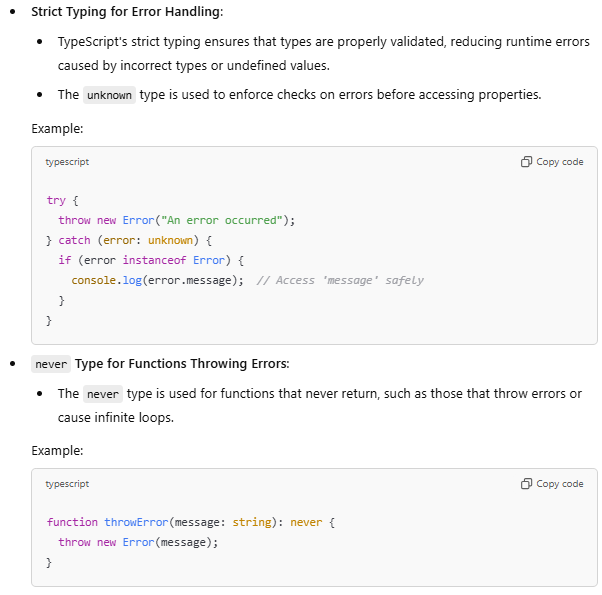 Strict Typing for Error Handling:
TypeScript's strict typing ensures that types are properly validated, reducing runtime errors
caused by incorrect types or undefined values.
The unknown type is used to enforce checks on errors before accessing properties.
Example:
typescript Copy code
try {
  throw new Error("An error occurred");
} catch (error: unknown) {
  if (error instanceof Error) {
    console.log(error.message);  // Access 'message' safely
  }
}
never Type for Functions Throwing Errors:
The never type is used for functions that never return, such as those that throw errors or
cause infinite loops.
Example:
typescript Copy code
function throwError(message: string): never {
  throw new Error(message);
}